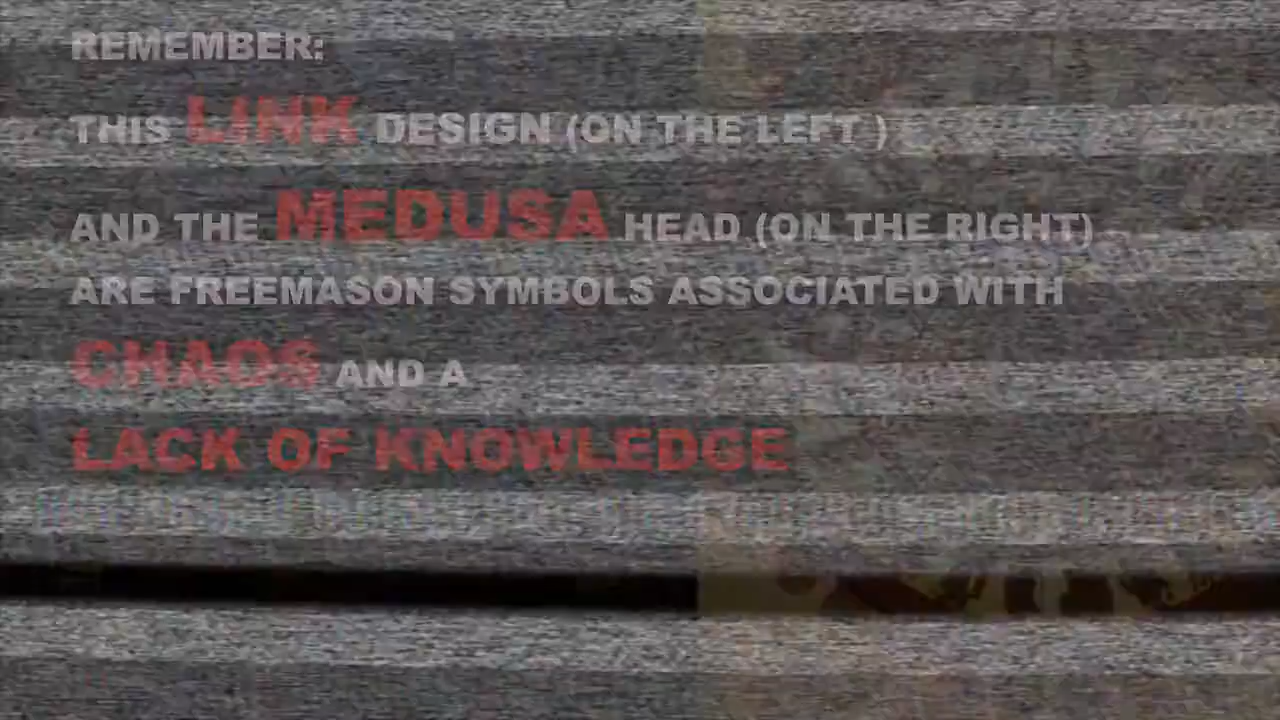 REMEMBER:
THIS LINK DESIGN (ON THE LEFT )
AND THE MEDUSA HEAD (ON THE RIGHT)
ARE FREEMASON SYMBOLS ASSOCIATED WITH
CHAOS AND A
LACK OF KNOWLEDGE